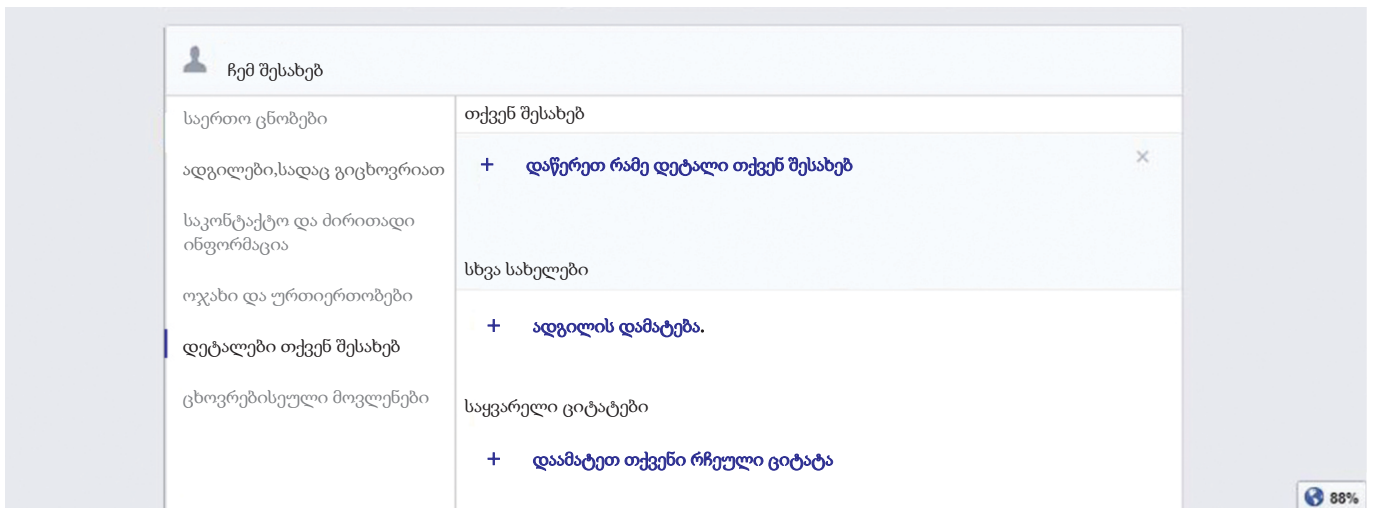 ჩემ შესახებ
საერთო ცნობები
ადგილები,სადაც გიცხოვრიათ
საკონტაქტო და ძირითადი
ინფორმაცია
ოჯახი და ურთიერთობები
დეტალები თქვენ შესახებ
ცხოვრებისეული მოვლენები
თქვენ შესახებ
+ დაწერეთ რამე დეტალი თქვენ შესახებ
სხვა სახელები
+ ადგილის დამატება.
საყვარელი ციტატები
+ დაამატეთ თქვენი რჩეული ციტატა
88%